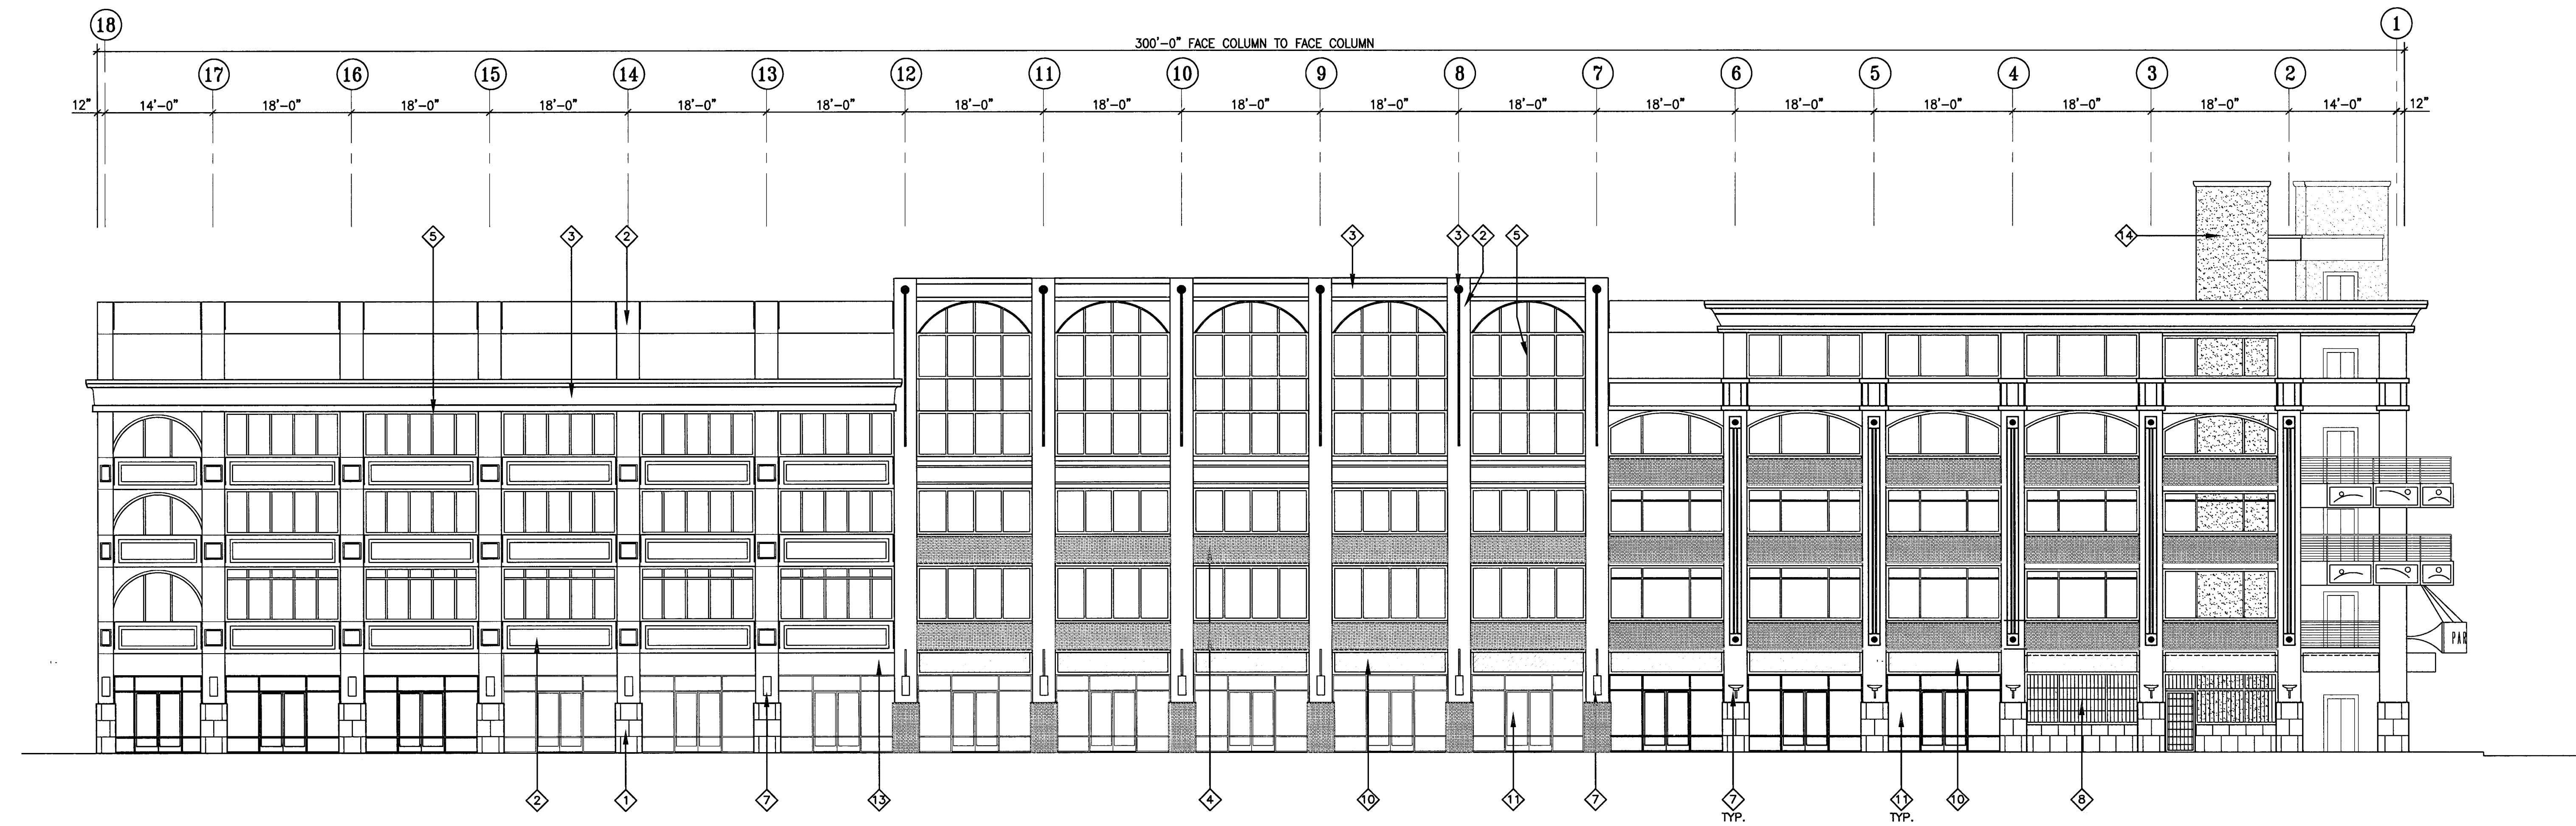 18
1
300'-0" FACE COLUMN TO FACE COLUMN
17 16 15 14 13 12 11 10 9 8 7 6 5 4 3 2
12" 14'-0" 18'-0" 18'-0" 18'-0" 18'-0" 18'-0" 18'-0" 18'-0" 18'-0" 18'-0" 18'-0" 18'-0" 18'-0" 18'-0" 18'-0" 18'-0" 14'-0" 12"
5 3 2 3 3 2 5 14
PAR
2 1 7 13 4 10 11 7 7 11 10 8
TYP. TYP.